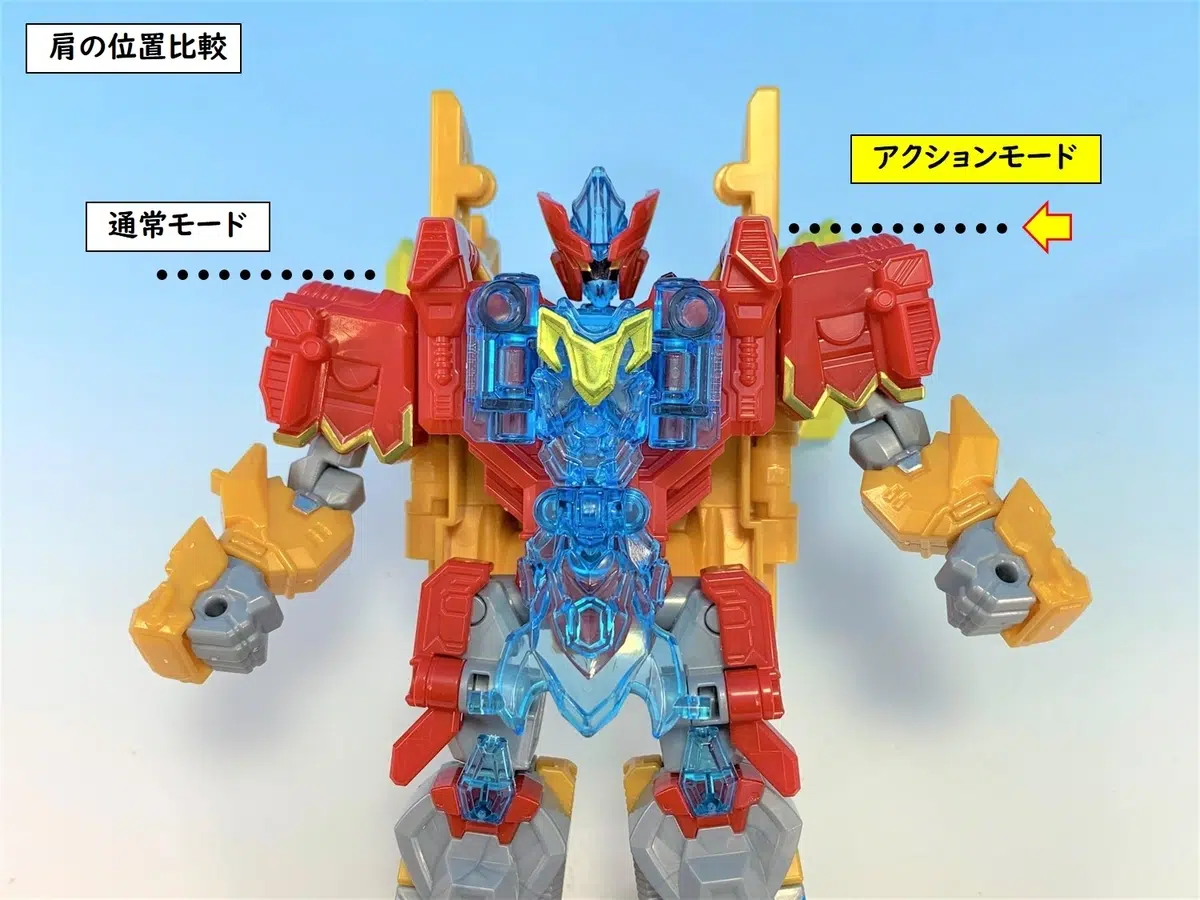 肩の位置比較
アクションモード
通常モード